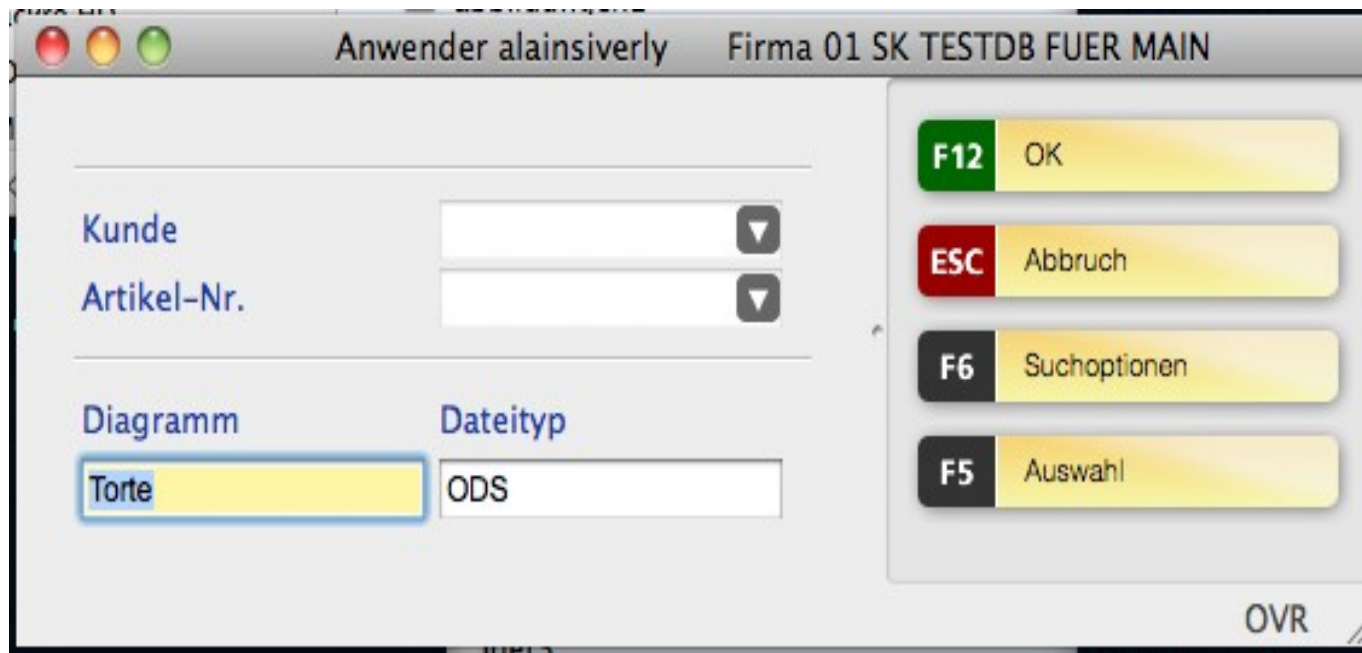 Anwender alainsiverly Firma 01 SK TESTDB FUER MAIN
Kunde
Artikel-Nr.
Diagramm Dateityp
Torte ODS
F12 OK
ESC Abbruch
F6 Suchoptionen
F5 Auswahl
OVR